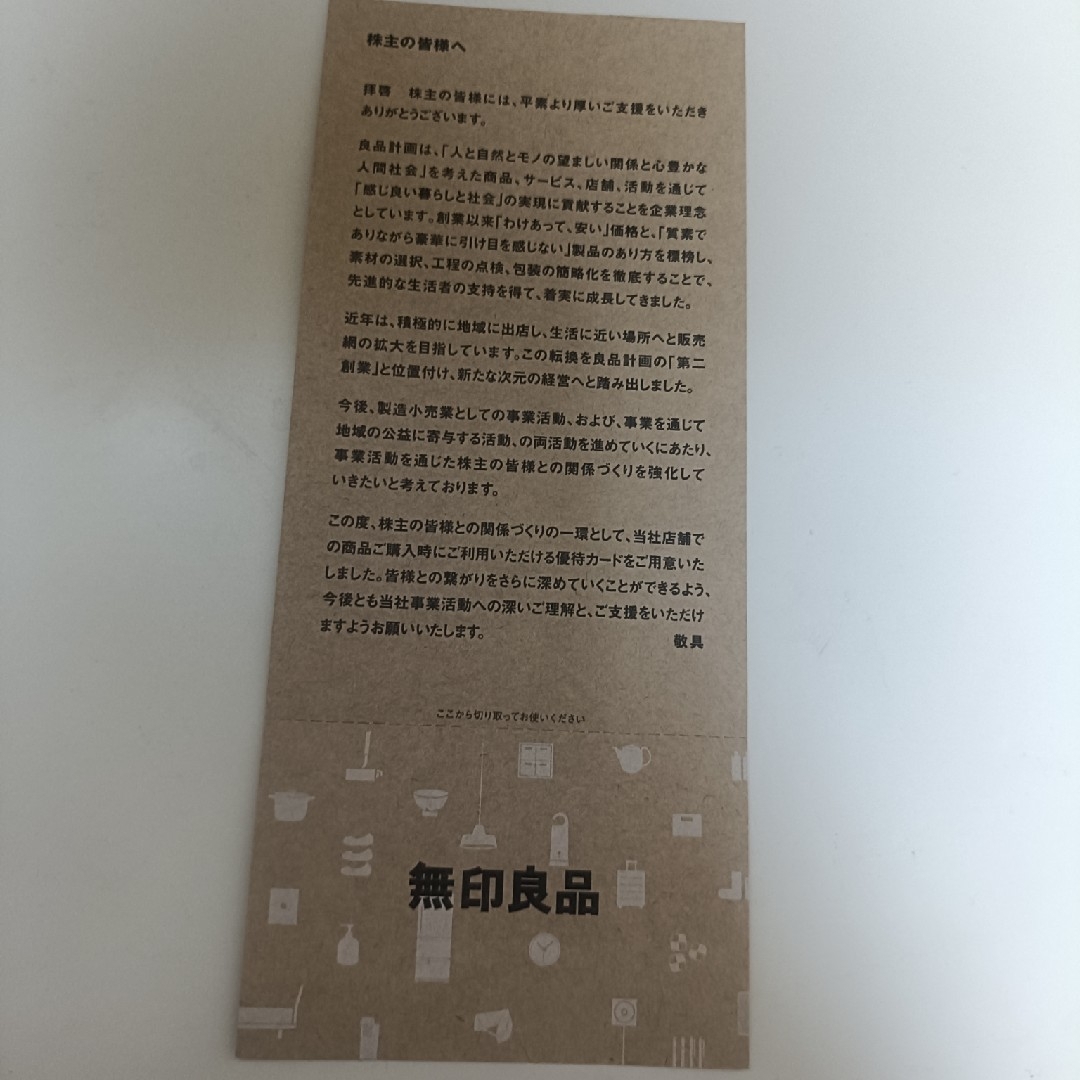 株主の皆様へ
拝啓　株主の皆様には、平素より厚いご支援をいただき
ありがとうございます。
良品計画は、「人と自然とモノの望ましい関係と心豊かな
人間社会」を考えた商品、サービス、店舗、活動を通じて
「感じ良い暮らしと社会」の実現に貢献することを企業理念
としています。創業以来「わけあって、安い」価格と、「質素で
ありながら豪華に引け目を感じない」製品のあり方を標榜し、
素材の選択、工程の点検、包装の簡略化を徹底することで、
先進的な生活者の支持を得て、着実に成長してきました。
近年は、積極的に地域に出店し、生活に近い場所へと販売
網の拡大を目指しています。この転換を良品計画の「第二
創業」と位置付け、新たな次元の経営へと踏み出しました。
今後、製造小売業としての事業活動、および、事業を通じて
地域の公益に寄与する活動、の両活動を進めていくにあたり、
事業活動を通じた株主の皆様との関係づくりを強化して
いきたいと考えております。
この度、株主の皆様との関係づくりの一環として、当社店舗で
の商品ご購入時にご利用いただける優待カードをご用意いた
しました。皆様との繋がりをさらに深めていくことができるよう、
今後とも当社事業活動への深いご理解と、ご支援をいただけ
ますようお願いいたします。
敬具
ここから切り取ってお使いください
無印良品